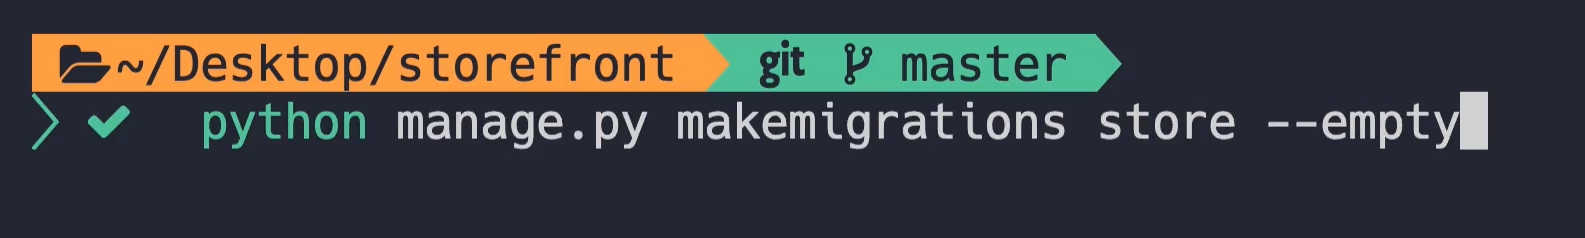 ~/Desktop/storefront git master
python manage.py makemigrations store --empty